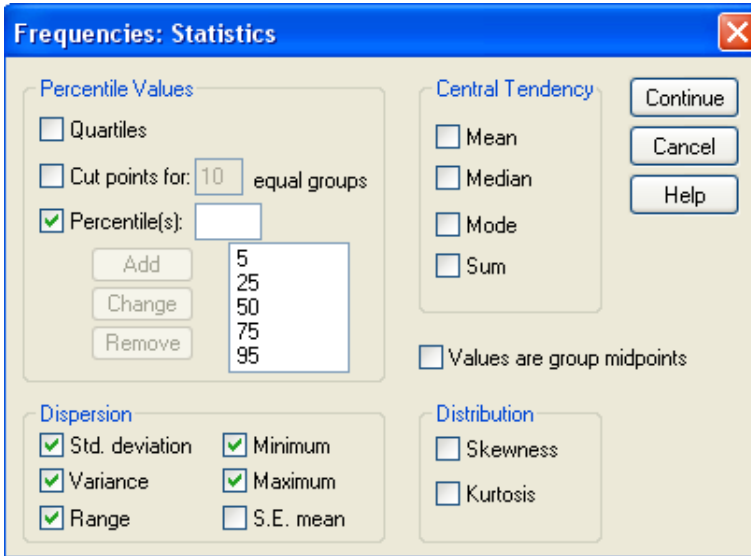 Frequencies: Statistics
Percentile Values
Quartiles
Cut points for: 10 equal groups
Percentile(s):
Add
Change
Remove
5
25
50
75
95
Central Tendency
Mean
Median
Mode
Sum
Continue
Cancel
Help
Values are group midpoints
Dispersion
Std. deviation
Minimum
Variance
Maximum
Range
S.E. mean
Distribution
Skewness
Kurtosis